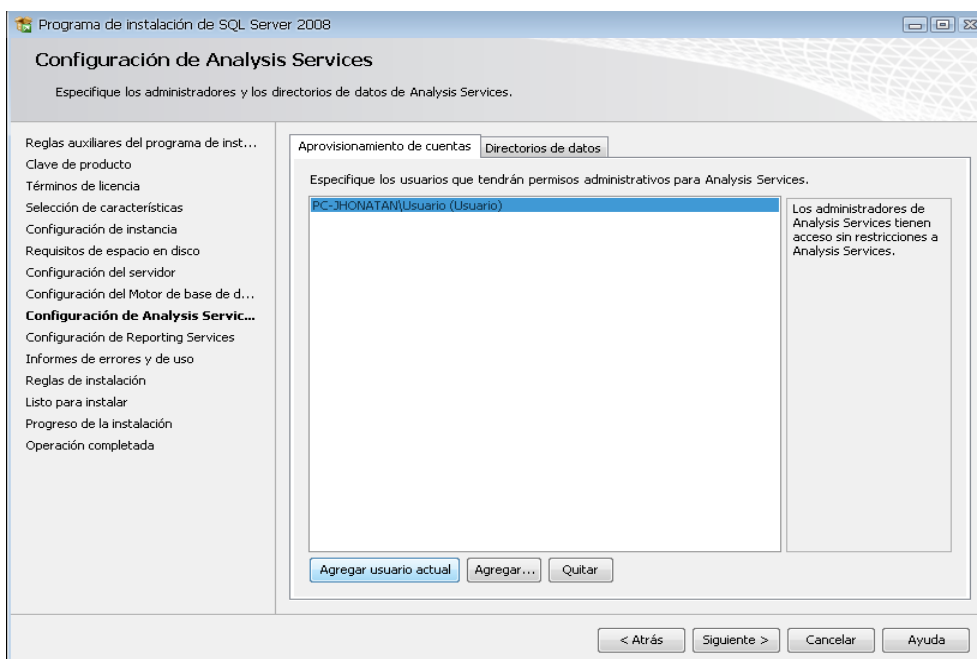 Programa de instalación de SQL Server 2008
Configuración de Analysis Services
Especifique los administradores y los directorios de datos de Analysis Services.
Reglas auxiliares del programa de inst...
Clave de producto
Términos de licencia
Selección de características
Configuración de instancia
Requisitos de espacio en disco
Configuración del servidor
Configuración del Motor de base de d...
Configuración de Analysis Servic...
Configuración de Reporting Services
Informes de errores y de uso
Reglas de instalación
Listo para instalar
Progreso de la instalación
Operación completada
Aprovisionamiento de cuentas Directorios de datos
Especifique los usuarios que tendrán permisos administrativos para Analysis Services.
PC-JHONATAN\Usuario (Usuario)
Los administradores de
Analysis Services tienen
acceso sin restricciones a
Analysis Services.
Agregar usuario actual Agregar... Quitar
< Atrás Siguiente > Cancelar Ayuda